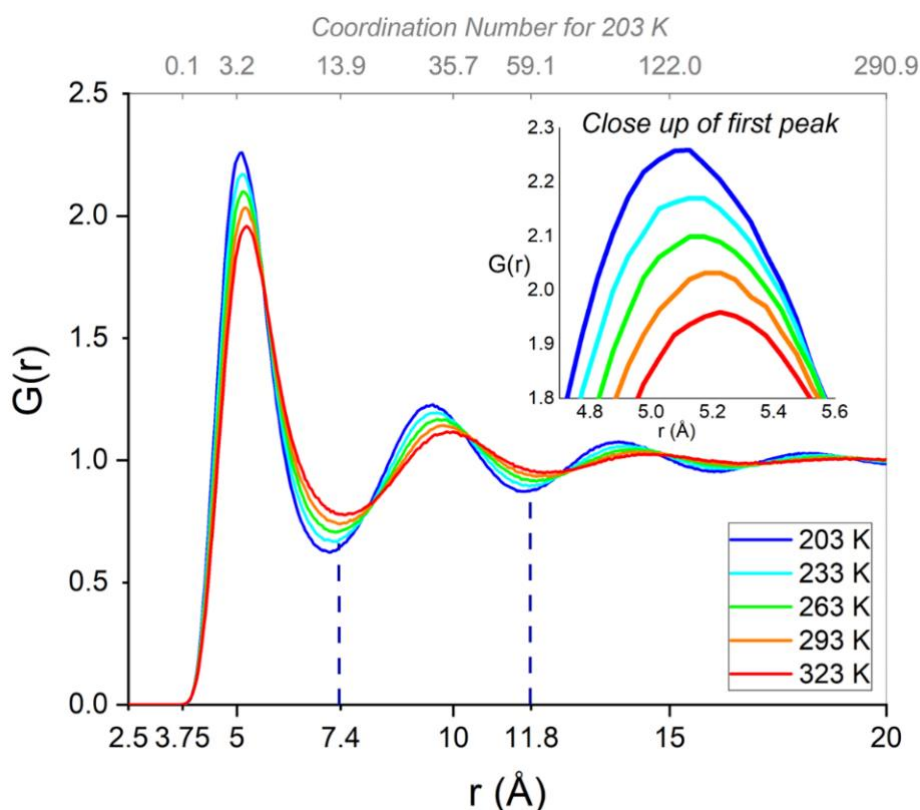 Coordination Number for 203 K
0.1 3.2 13.9 35.7 59.1 122.0 290.9
2.5
2.0
1.5
1.0
0.5
0.0
G(r)
2.5 3.75 5 7.4 10 11.8 15 20
r (Å)
Close up of first peak
2.3
2.2
2.1
2.0
1.9
1.8
G(r)
4.8 5.0 5.2 5.4 5.6
r (Å)
203 K
233 K
263 K
293 K
323 K